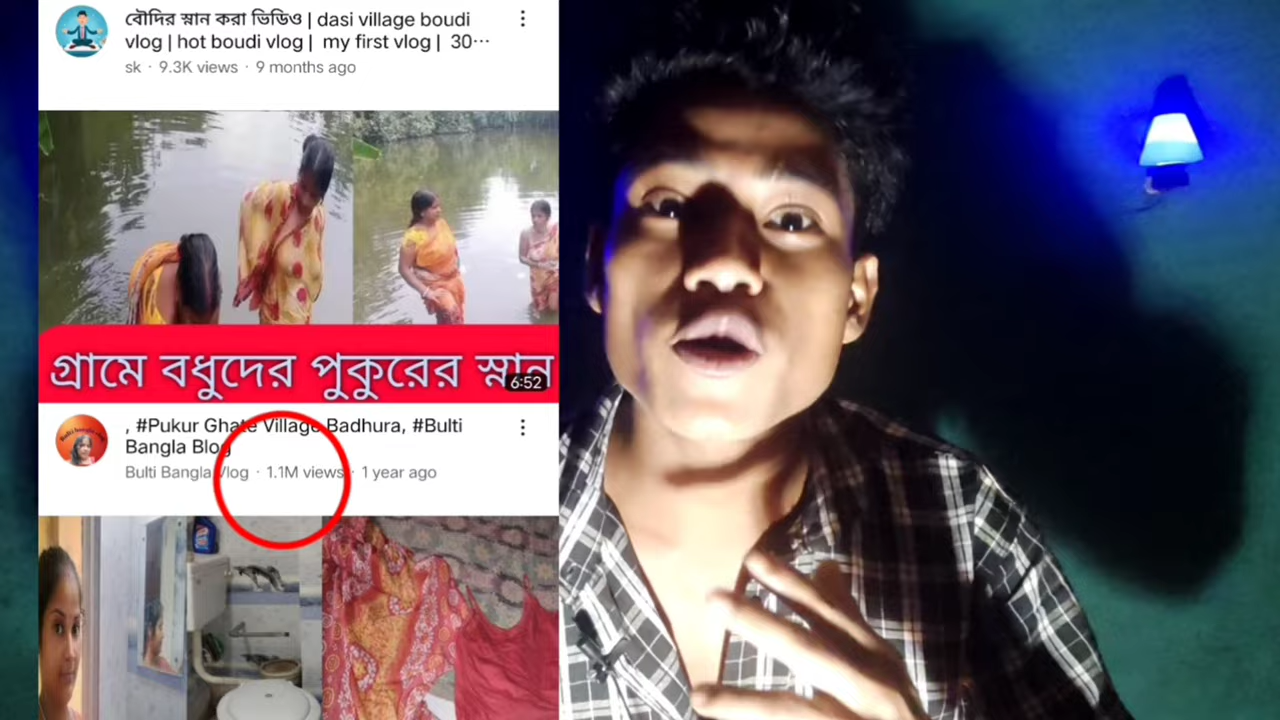 বৌদির স্নান করা ভিডিও | dasi village boudi
vlog | hot boudi vlog | my first vlog | 30...
sk · 9.3K views · 9 months ago
গ্রামে বধুদের পুকুরের স্নান
6:52
, #Pukur Ghate Village Badhura, #Bulti
Bangla Blog
Bulti Bangla Vlog · 1.1M views · 1 year ago